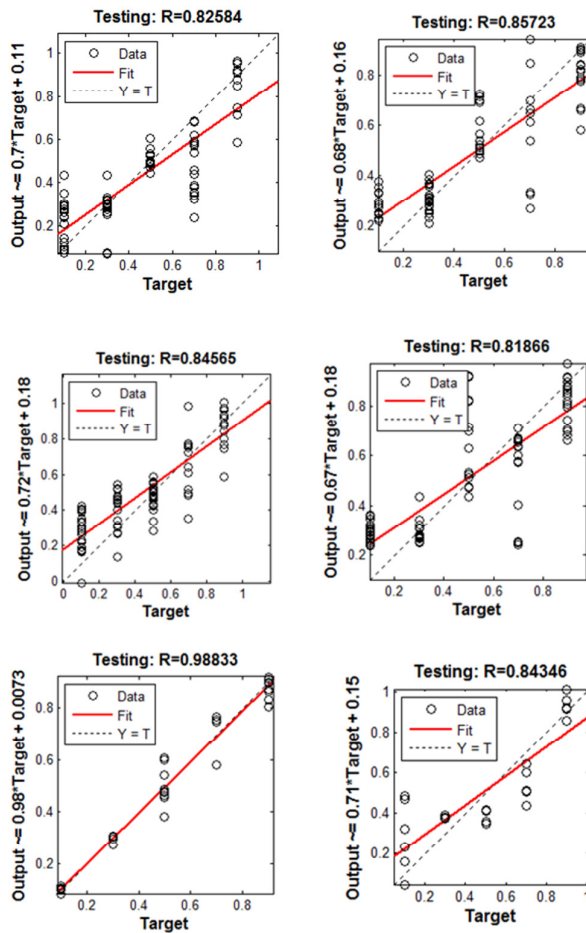 Testing: R=0.82584
Output ~= 0.7*Target + 0.11
Data
Fit
Y = T
1
0.8
0.6
0.4
0.2
0.2 0.4 0.6 0.8 1
Target
Testing: R=0.85723
Output ~= 0.68*Target + 0.16
Data
Fit
Y = T
0.8
0.6
0.4
0.2
0.2 0.4 0.6 0.8
Target
Testing: R=0.84565
Output ~= 0.72*Target + 0.18
Data
Fit
Y = T
1
0.8
0.6
0.4
0.2
0
0 0.2 0.4 0.6 0.8 1
Target
Testing: R=0.81866
Output ~= 0.67*Target + 0.18
Data
Fit
Y = T
0.8
0.6
0.4
0.2
0.2 0.4 0.6 0.8
Target
Testing: R=0.98833
Output ~= 0.98*Target + 0.0073
Data
Fit
Y = T
0.8
0.6
0.4
0.2
0.2 0.4 0.6 0.8
Target
Testing: R=0.84346
Output ~= 0.71*Target + 0.15
Data
Fit
Y = T
1
0.8
0.6
0.4
0.2
0.2 0.4 0.6 0.8 1
Target